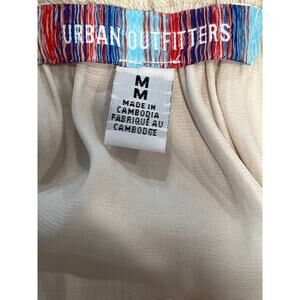 URBAN OUTFITTERS
M
M
MADE IN
CAMBODIA
FABRIQUÉ AU
CAMBODGE